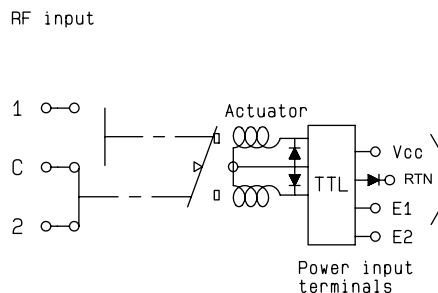 RF input
1
Actuator
Vcc
C
TTL
RTN
E1
2
E2
Power input
terminals